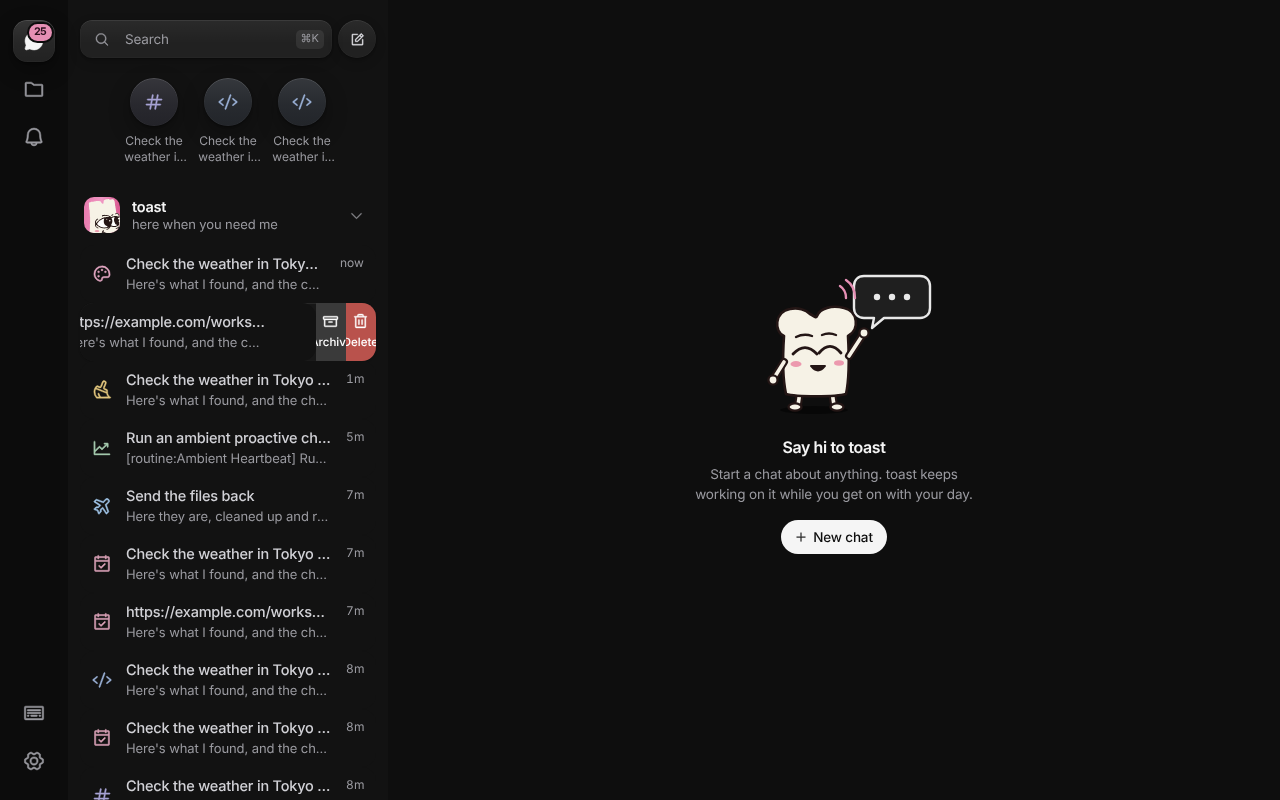 25
Search
⌘K
Check the
weather i...
Check the
weather i...
Check the
weather i...
toast
here when you need me
Check the weather in Toky...
now
Here's what I found, and the c...
tps://example.com/works...
ere's what I found, and the c...
Archiv
Delete
Check the weather in Tokyo ...
1m
Here's what I found, and the ch...
Run an ambient proactive ch...
5m
[routine:Ambient Heartbeat] Ru...
Send the files back
7m
Here they are, cleaned up and r...
Check the weather in Tokyo ...
7m
Here's what I found, and the ch...
https://example.com/works...
7m
Here's what I found, and the ch...
Check the weather in Tokyo ...
8m
Here's what I found, and the ch...
Check the weather in Tokyo ...
8m
Here's what I found, and the ch...
Check the weather in Tokyo ...
8m
Say hi to toast
Start a chat about anything. toast keeps
working on it while you get on with your day.
New chat